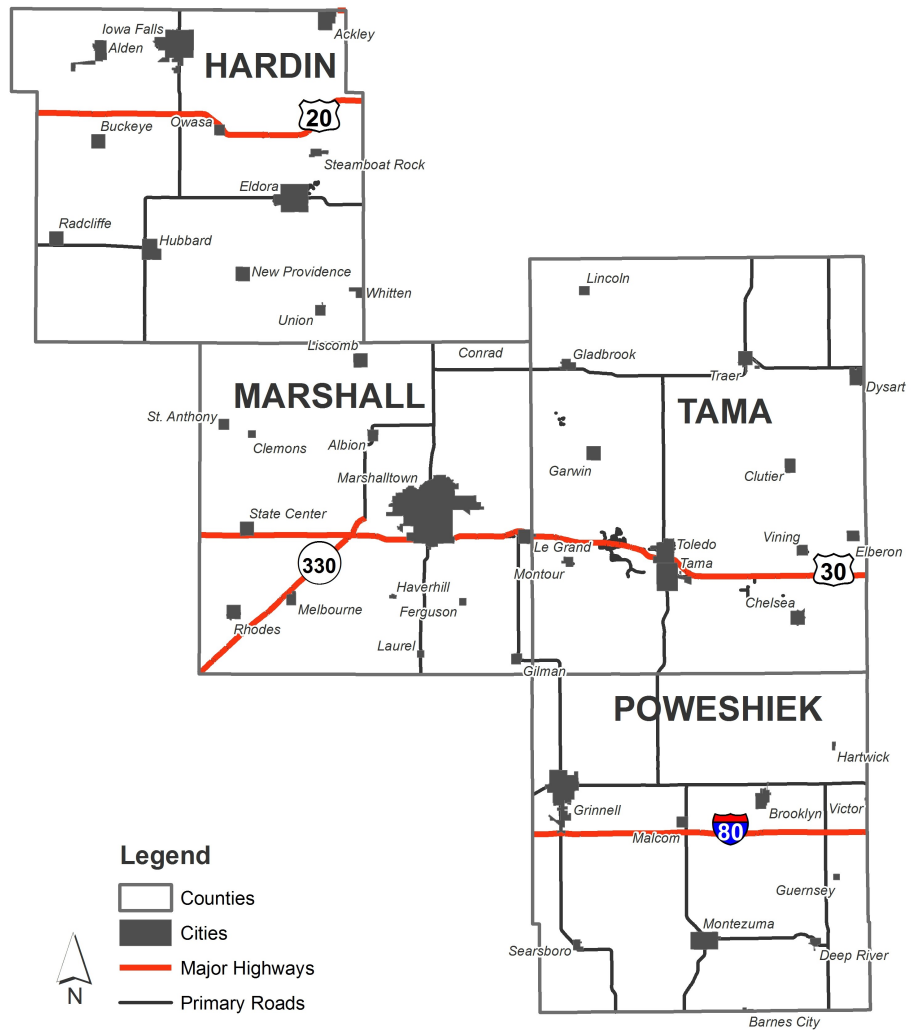 Iowa Falls
Ackley
Alden
HARDIN
20
Buckeye
Owasa
Steamboat Rock
Eldora
Radcliffe
Hubbard
New Providence
Whitten
Union
Lincoln
Liscomb
Conrad
Gladbrook
Traer
Dysart
MARSHALL
TAMA
St. Anthony
Clemons
Albion
Garwin
Clutier
Marshalltown
State Center
Le Grand
Toledo
Vining
Elberon
330
Montour
Tama
30
Haverhill
Melbourne
Ferguson
Chelsea
Rhodes
Laurel
Gilman
POWESHIEK
Hartwick
Grinnell
Brooklyn
Victor
Malcom
80
Guernsey
Montezuma
Searsboro
Deep River
Barnes City
Legend
Counties
Cities
Major Highways
Primary Roads
N